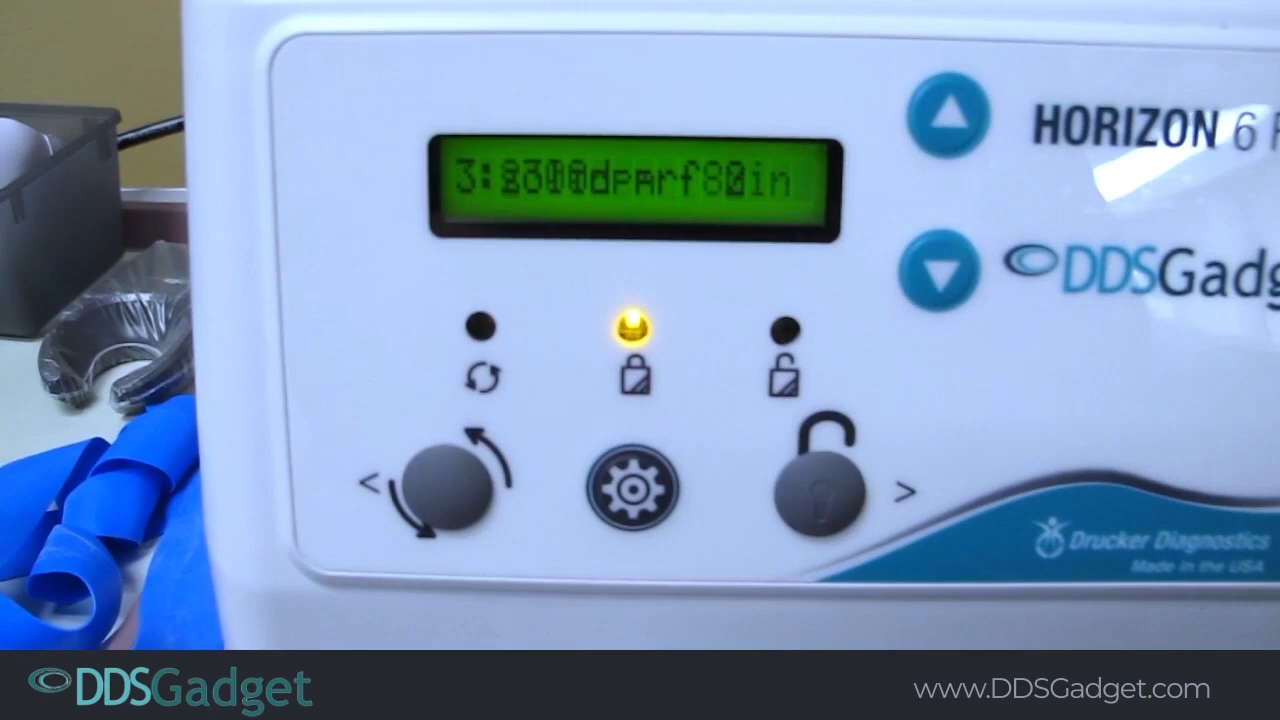 HORIZON 6
DDSGadg
< >
Drucker Diagnostics
Made in the USA
DDSGadget
www.DDSGadget.com